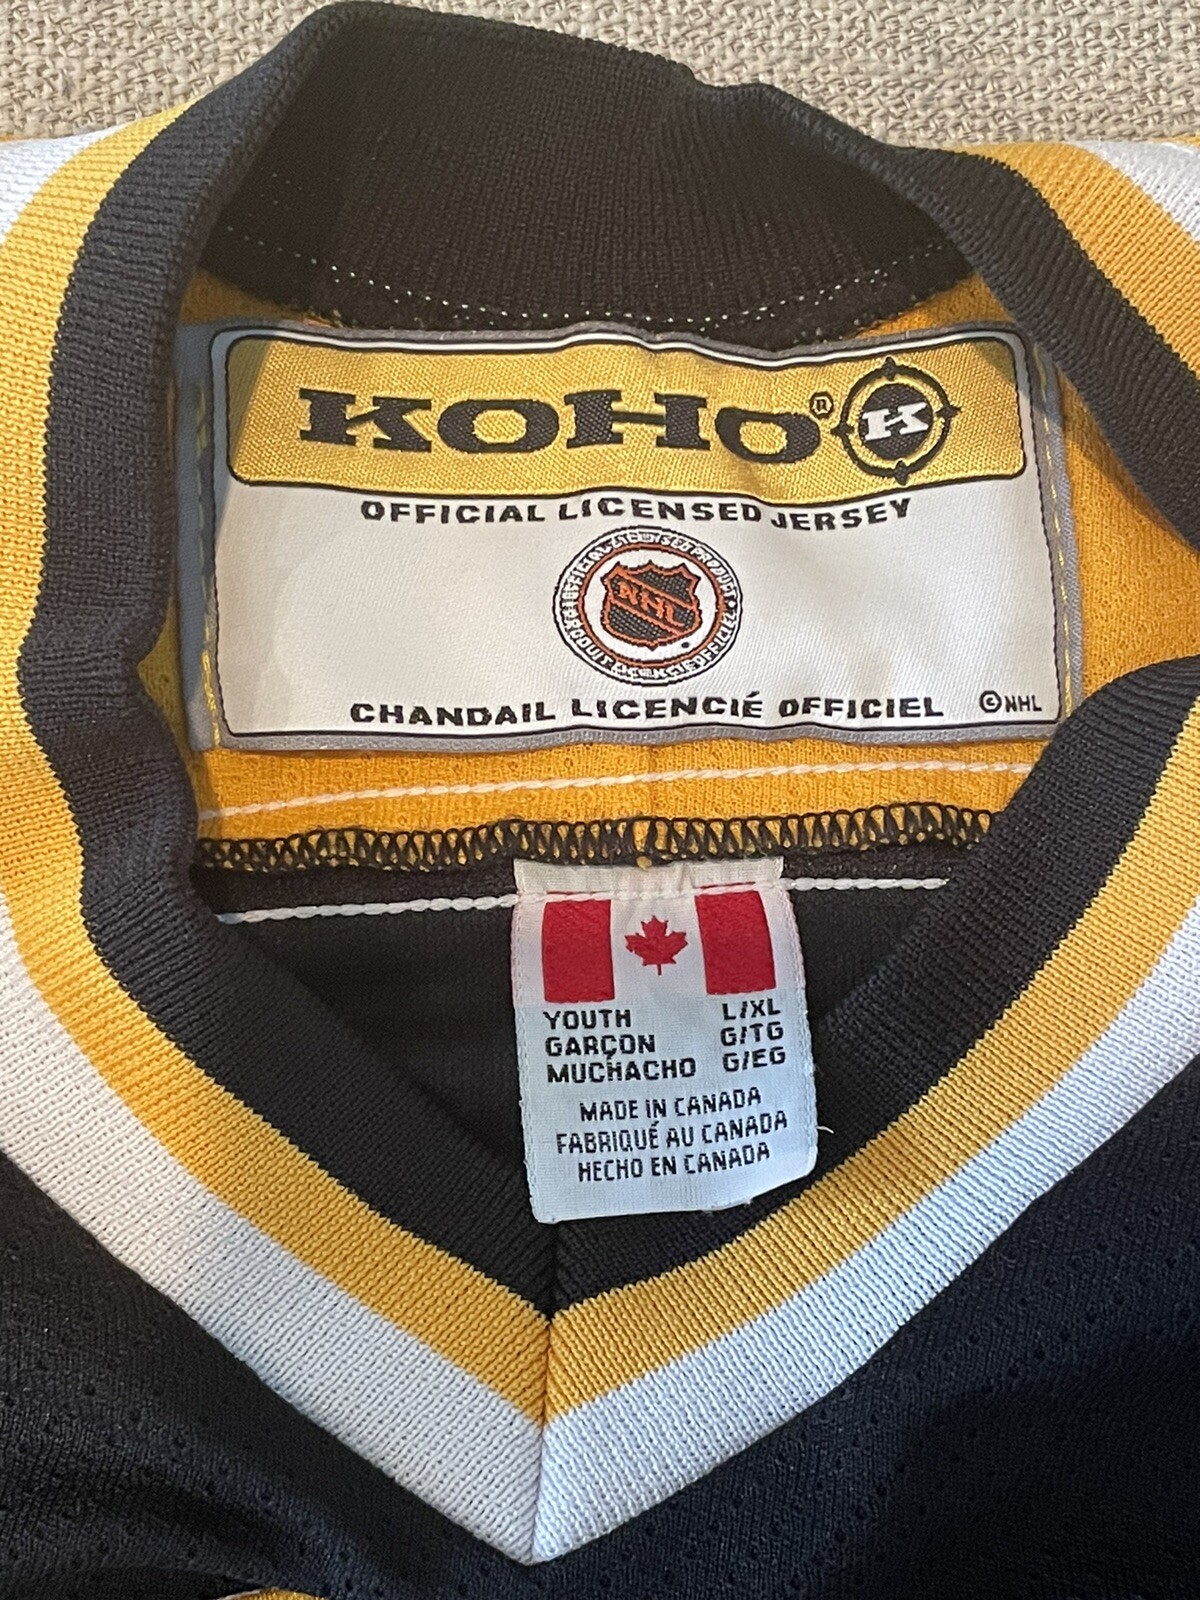 KOHO® K
OFFICIAL LICENSED JERSEY
NHL
CHANDAIL LICENCIÉ OFFICIEL ©NHL
YOUTH L/XL
GARÇON G/TG
MUCHACHO G/EG
MADE IN CANADA
FABRIQUÉ AU CANADA
HECHO EN CANADA